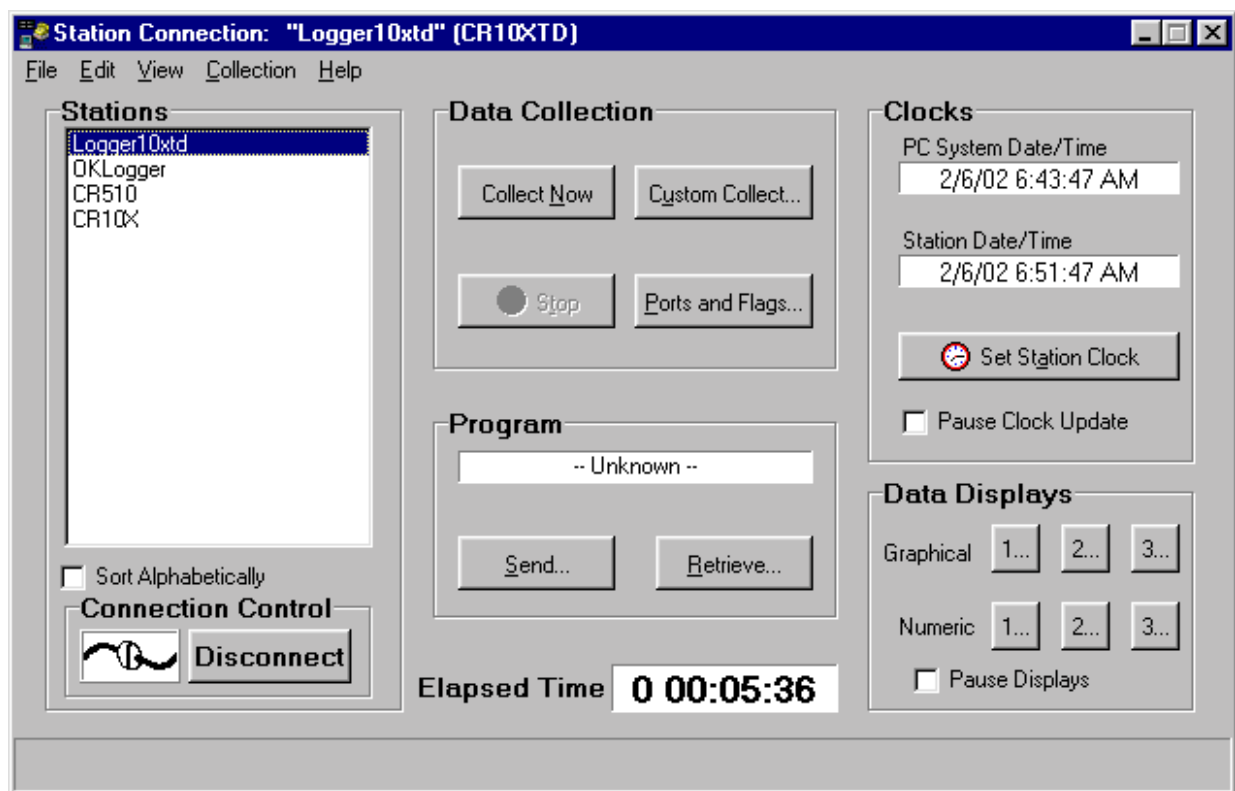 Station Connection: "Logger10xtd" (CR10XTD)
File Edit View Collection Help
Stations
Logger10xtd
OKLogger
CR510
CR10X
Sort Alphabetically
Connection Control
Disconnect
Data Collection
Collect Now
Custom Collect...
Stop
Ports and Flags...
Program
-- Unknown --
Send...
Retrieve...
Elapsed Time 0 00:05:36
Clocks
PC System Date/Time
2/6/02 6:43:47 AM
Station Date/Time
2/6/02 6:51:47 AM
Set Station Clock
Pause Clock Update
Data Displays
Graphical 1... 2... 3...
Numeric 1... 2... 3...
Pause Displays